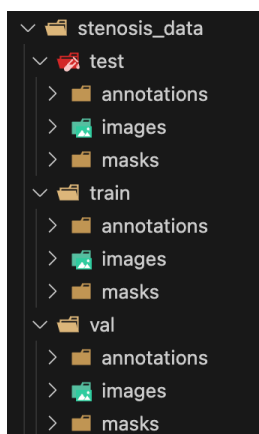 stenosis_data
test
annotations
images
masks
train
annotations
images
masks
val
annotations
images
masks